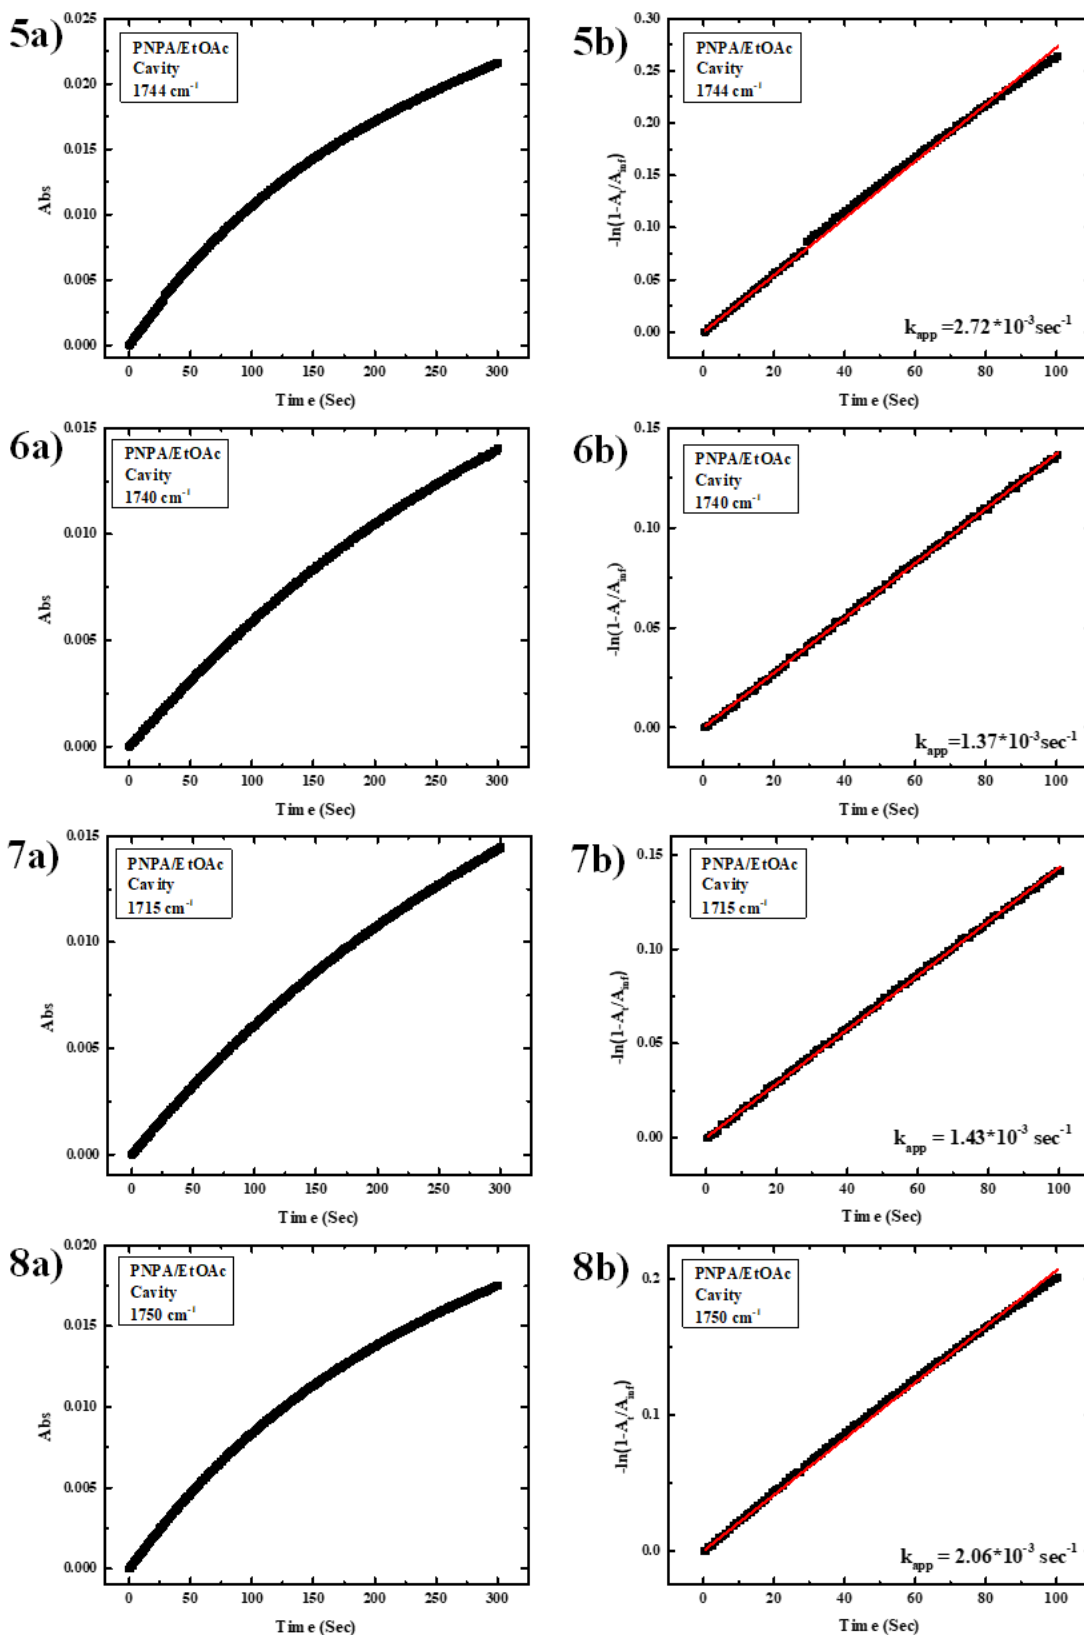 5a)
PNPA/EtOAc
Cavity
1744 cm⁻¹
0.025
0.020
0.015
0.010
0.005
0.000
Abs
0 50 100 150 200 250 300
Time (Sec)
5b)
PNPA/EtOAc
Cavity
1744 cm⁻¹
0.30
0.25
0.20
0.15
0.10
0.05
0.00
-ln(1-Aₜ/A_inf)
k_app =2.72*10⁻³sec⁻¹
0 20 40 60 80 100
Time (Sec)
6a)
PNPA/EtOAc
Cavity
1740 cm⁻¹
0.015
0.010
0.005
0.000
Abs
0 50 100 150 200 250 300
Time (Sec)
6b)
PNPA/EtOAc
Cavity
1740 cm⁻¹
0.15
0.10
0.05
0.00
-ln(1-Aₜ/A_inf)
k_app=1.37*10⁻³sec⁻¹
0 20 40 60 80 100
Time (Sec)
7a)
PNPA/EtOAc
Cavity
1715 cm⁻¹
0.015
0.010
0.005
0.000
Abs
0 50 100 150 200 250 300
Time (Sec)
7b)
PNPA/EtOAc
Cavity
1715 cm⁻¹
0.15
0.10
0.05
0.00
-ln(1-Aₜ/A_inf)
k_app = 1.43*10⁻³ sec⁻¹
0 20 40 60 80 100
Time (Sec)
8a)
PNPA/EtOAc
Cavity
1750 cm⁻¹
0.020
0.015
0.010
0.005
0.000
Abs
0 50 100 150 200 250 300
Time (Sec)
8b)
PNPA/EtOAc
Cavity
1750 cm⁻¹
0.2
0.1
0.0
-ln(1-Aₜ/A_inf)
k_app = 2.06*10⁻³ sec⁻¹
0 20 40 60 80 100
Time (Sec)